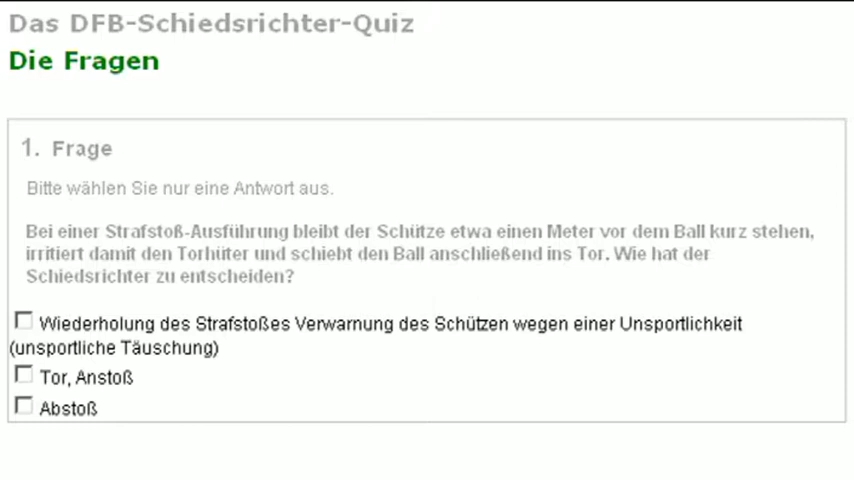 Das DFB-Schiedsrichter-Quiz
Die Fragen
1. Frage
Bitte wählen Sie nur eine Antwort aus.
Bei einer Strafstoß-Ausführung bleibt der Schütze etwa einen Meter vor dem Ball kurz stehen,
irritiert damit den Torhüter und schiebt den Ball anschließend ins Tor. Wie hat der
Schiedsrichter zu entscheiden?
Wiederholung des Strafstoßes Verwarnung des Schützen wegen einer Unsportlichkeit
(unsportliche Täuschung)
Tor, Anstoß
Abstoß